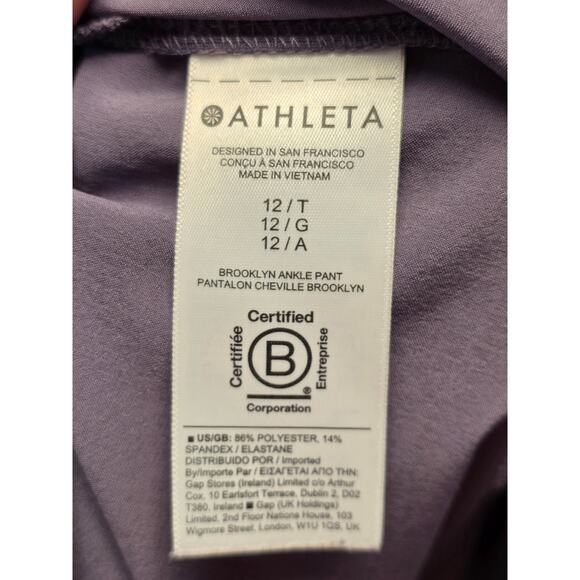 ATHLETA
DESIGNED IN SAN FRANCISCO
CONÇU À SAN FRANCISCO
MADE IN VIETNAM
12 / T
12 / G
12 / A
BROOKLYN ANKLE PANT
PANTALON CHEVILLE BROOKLYN
Certified
Certifiée
B
Entreprise
®
Corporation
■ US/GB: 86% POLYESTER, 14%
SPANDEX / ELASTANE
DISTRIBUIDO POR / Imported
By/Importe Par / ΕΙΣΑΓΕΤΑΙ ΑΠΟ ΤΗΝ:
Gap Stores (Ireland) Limited c/o Arthur
Cox, 10 Earlsfort Terrace, Dublin 2, D02
T380, Ireland ■ Gap (UK Holdings)
Limited, 2nd Floor Nations House, 103
Wigmore Street, London, W1U 1QS, UK